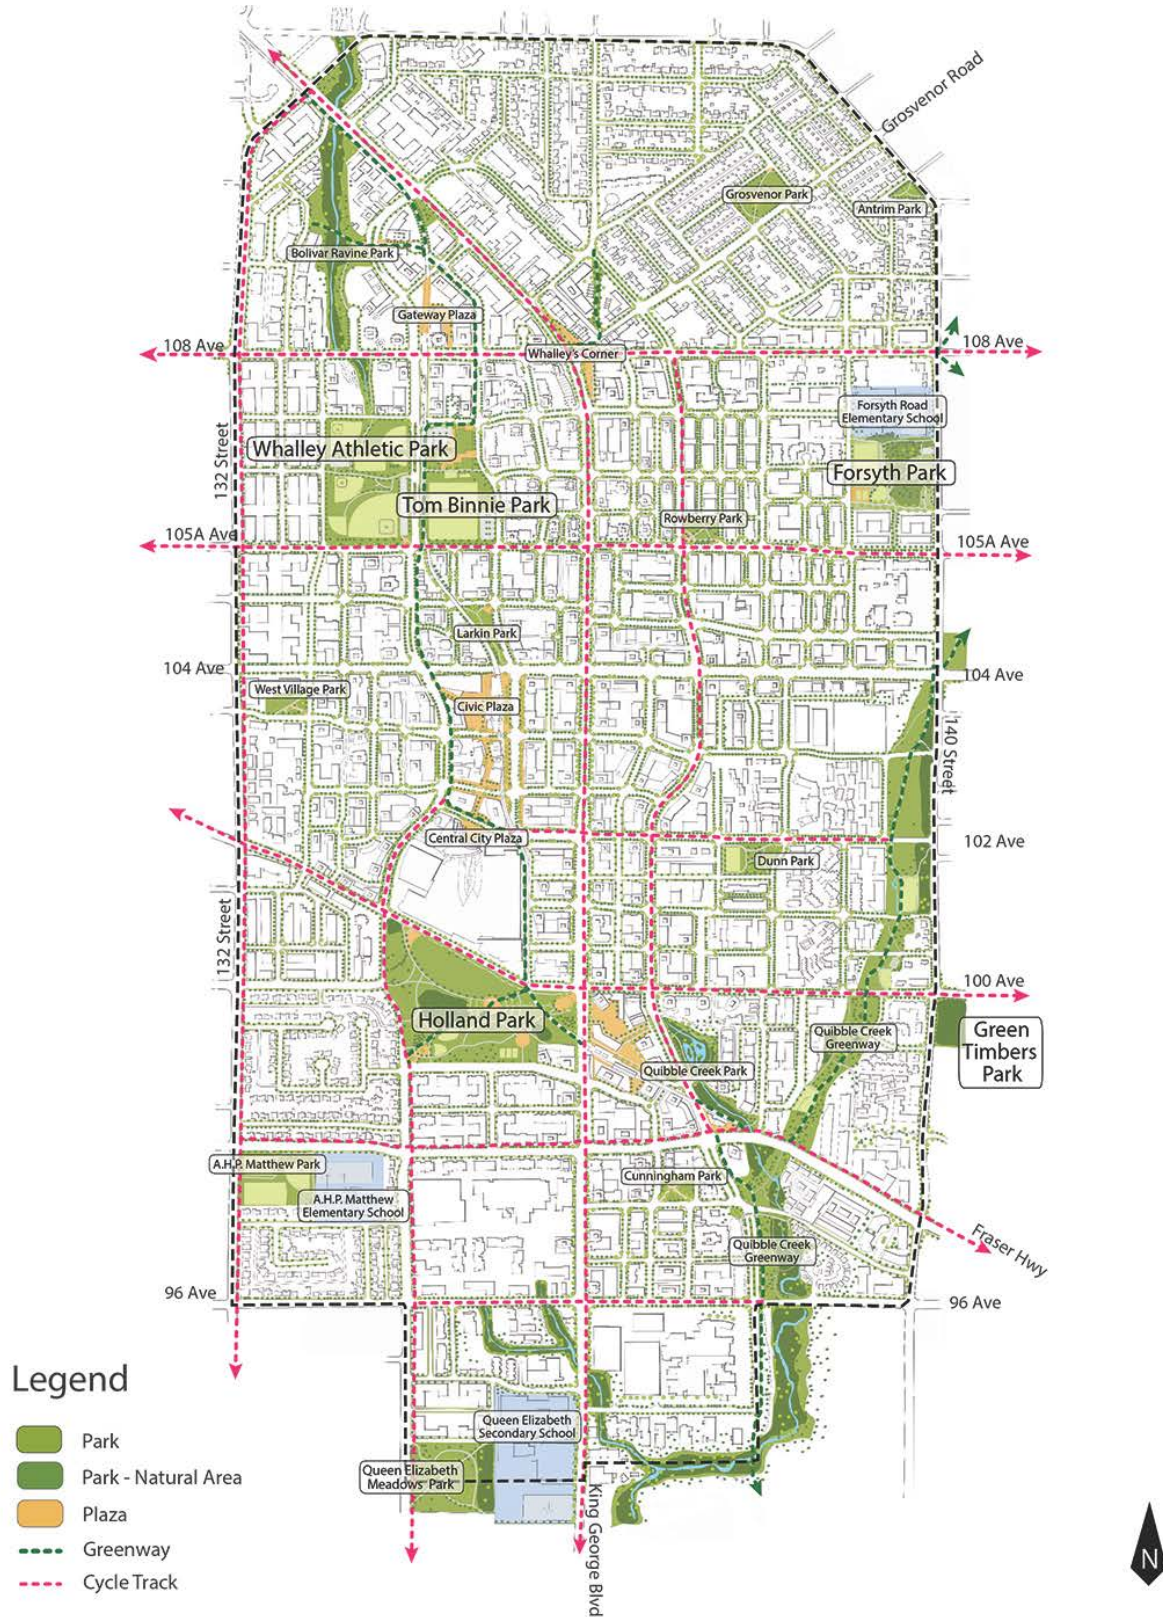 Grosvenor Road
Grosvenor Park
Antrim Park
Bolivar Ravine Park
Gateway Plaza
108 Ave
Whalley's Corner
108 Ave
Forsyth Road
Elementary School
132 Street
Whalley Athletic Park
Forsyth Park
Tom Binnie Park
Rowberry Park
105A Ave
105A Ave
Larkin Park
104 Ave
104 Ave
West Village Park
Civic Plaza
140 Street
Central City Plaza
102 Ave
Dunn Park
132 Street
100 Ave
Holland Park
Quibble Creek
Greenway
Green
Timbers
Park
Quibble Creek Park
A.H.P. Matthew Park
Cunningham Park
A.H.P. Matthew
Elementary School
Quibble Creek
Greenway
Fraser Hwy
96 Ave
96 Ave
Queen Elizabeth
Secondary School
Queen Elizabeth
Meadows Park
King George Blvd
Legend
Park
Park - Natural Area
Plaza
Greenway
Cycle Track
N